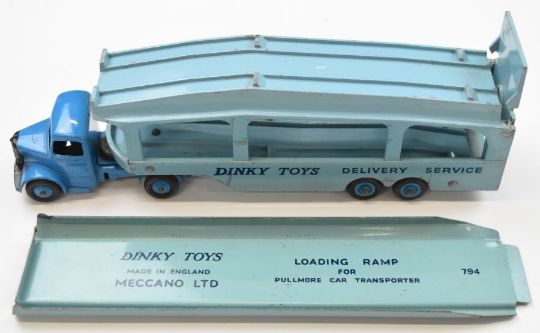 DINKY TOYS DELIVERY SERVICE
DINKY TOYS
MADE IN ENGLAND
MECCANO LTD
LOADING RAMP
FOR
PULLMORE CAR TRANSPORTER
794